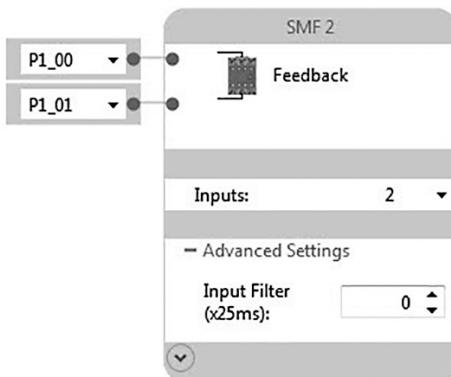 SMF 2
P1_00
Feedback
P1_01
Inputs: 2
Advanced Settings
Input Filter
(x25ms): 0